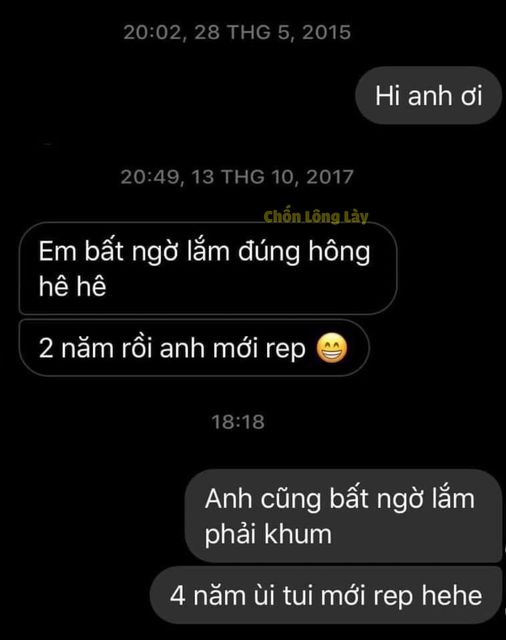 20:02, 28 THG 5, 2015
Hi anh ơi
20:49, 13 THG 10, 2017
Chốn Lông Lày
Em bất ngờ lắm đúng hông
hê hê
2 năm rồi anh mới rep 😁
18:18
Anh cũng bất ngờ lắm
phải khum
4 năm ùi tui mới rep hehe